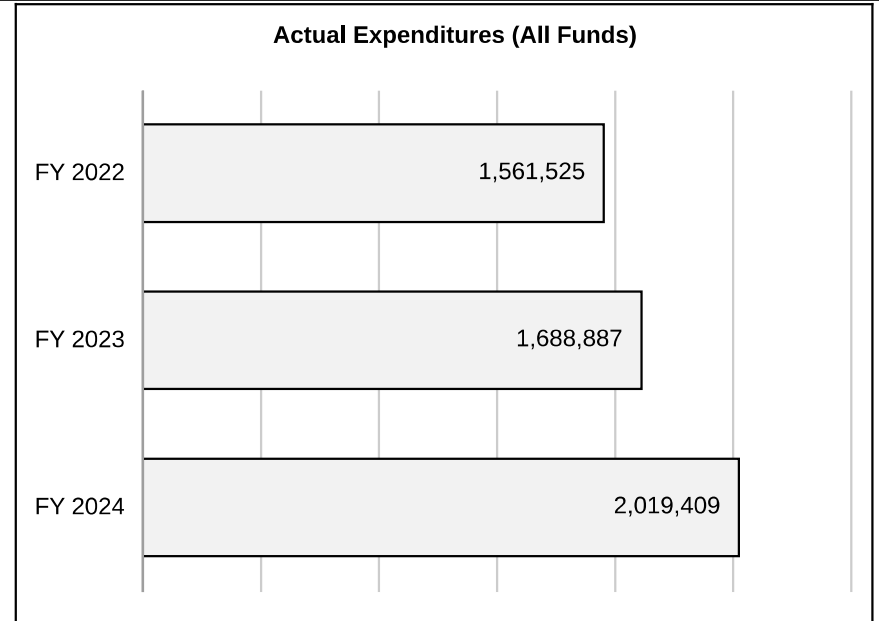 Actual Expenditures (All Funds)
FY 2022
1,561,525
FY 2023
1,688,887
FY 2024
2,019,409